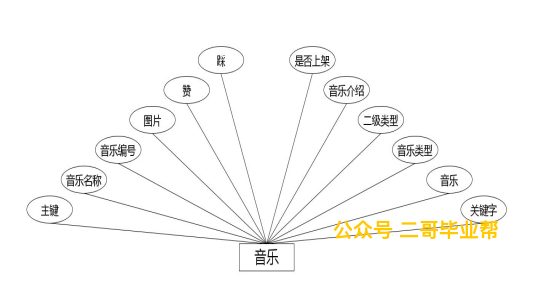 踩
是否上架
赞
音乐介绍
图片
二级类型
音乐编号
音乐类型
音乐名称
音乐
主键
关键字
公众号 二哥毕业帮
音乐